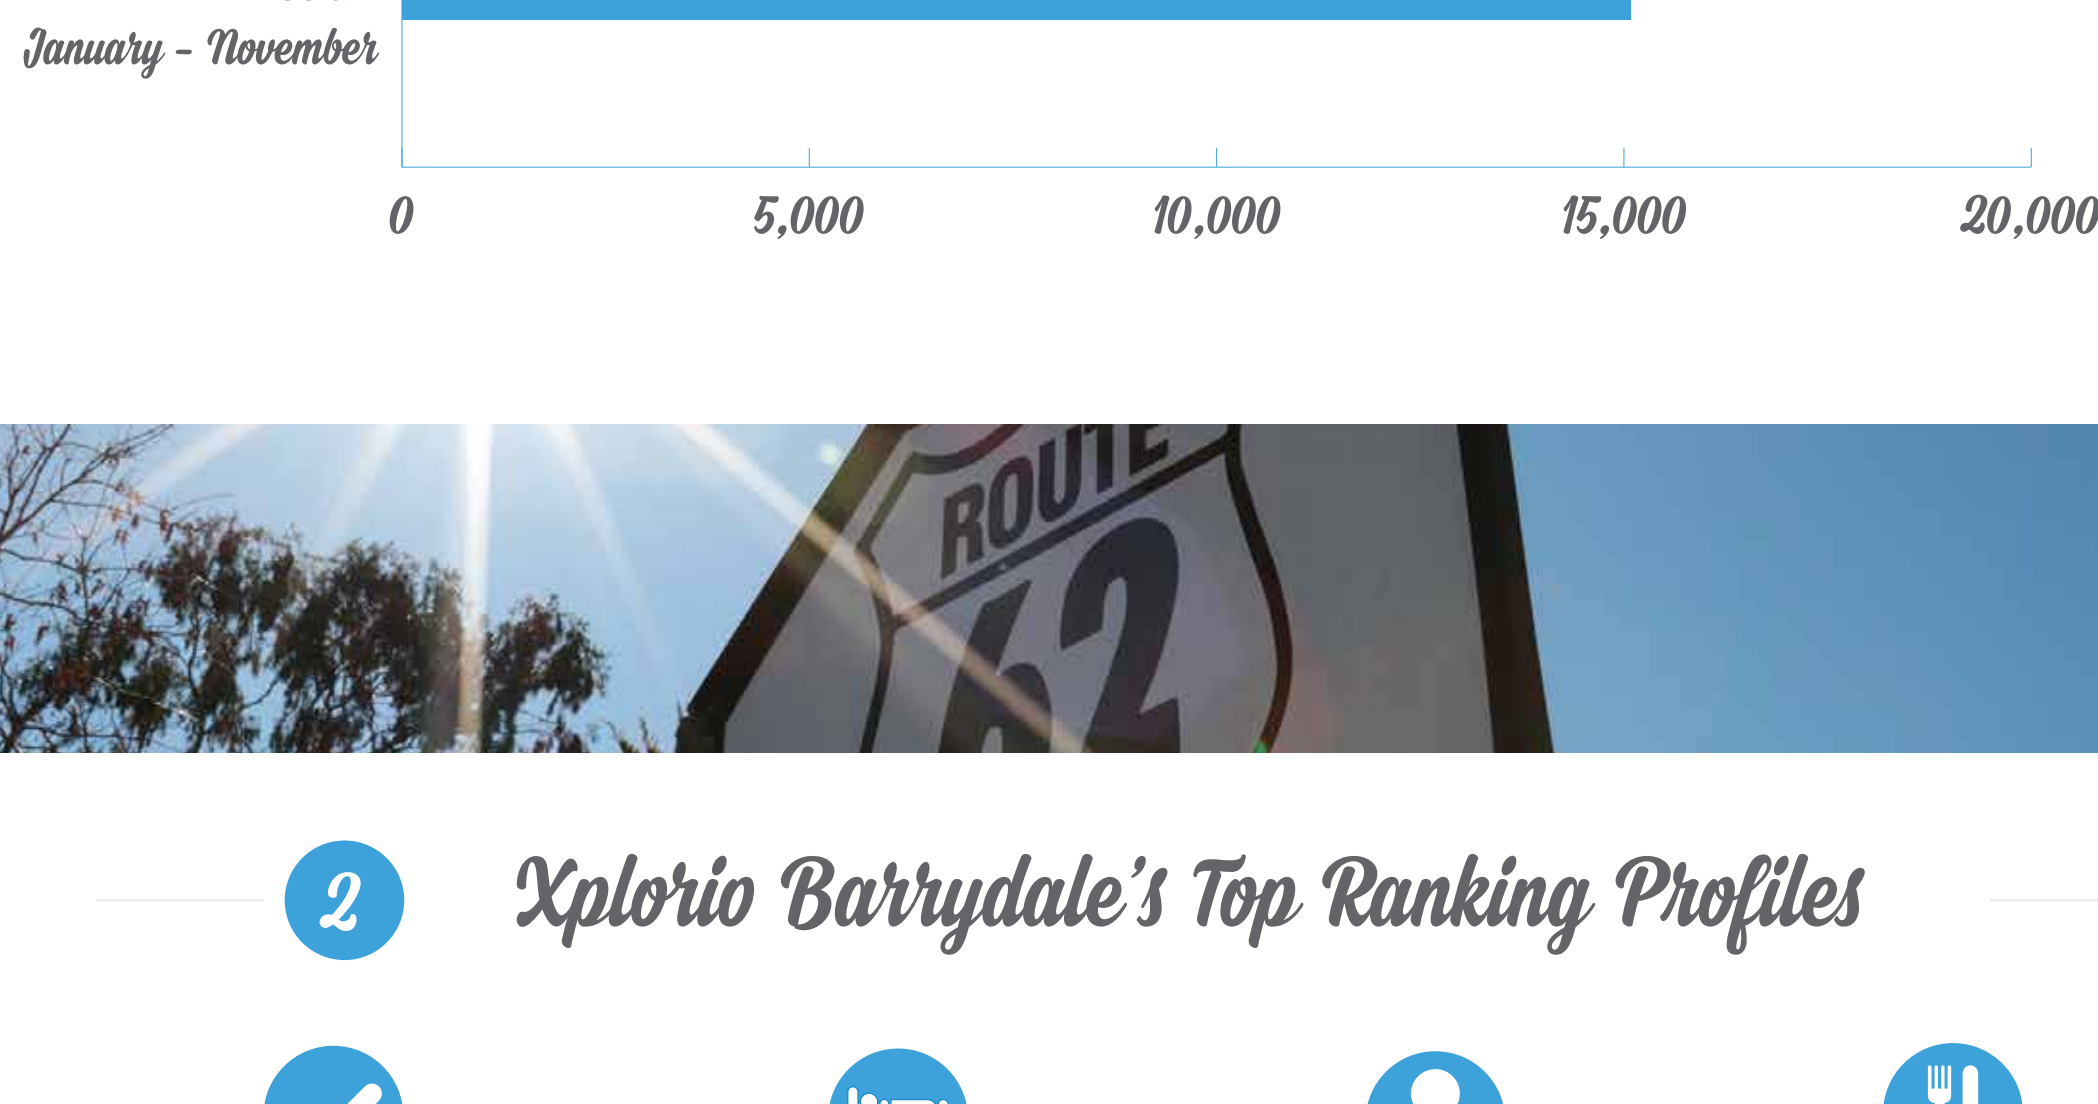 January - November
0 5,000 10,000 15,000 20,000
ROUTE
62
2 Xplorio Barrydale's Top Ranking Profiles